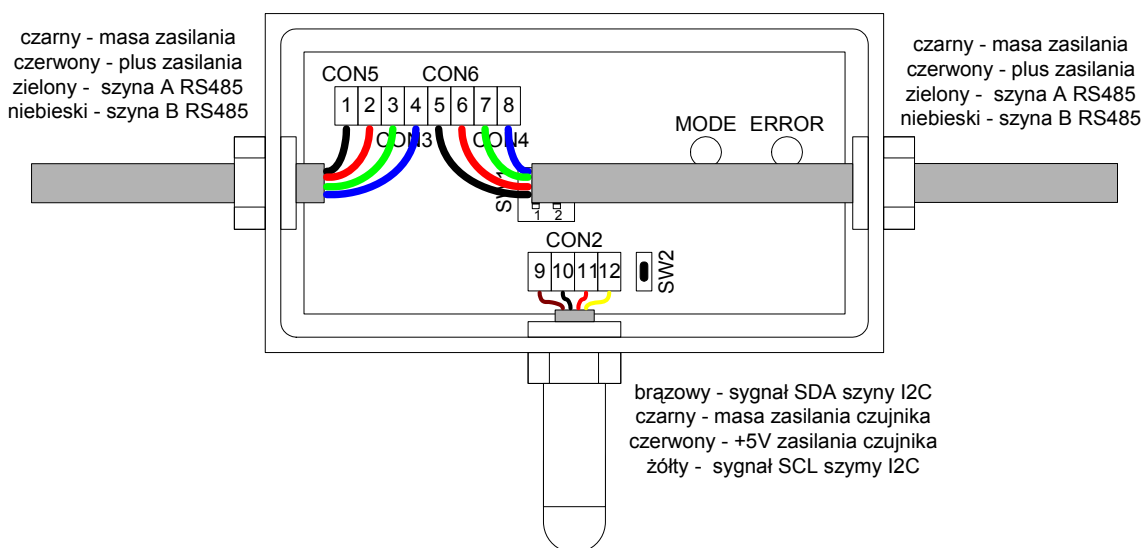 czarny - masa zasilania
czerwony - plus zasilania
zielony - szyna A RS485
niebieski - szyna B RS485
czarny - masa zasilania
czerwony - plus zasilania
zielony - szyna A RS485
niebieski - szyna B RS485
CON5 CON6
1 2 3 4 5 6 7 8
CON3 CON4
MODE ERROR
1 2
CON2
9 10 11 12
SW2
brązowy - sygnał SDA szyny I2C
czarny - masa zasilania czujnika
czerwony - +5V zasilania czujnika
żółty - sygnał SCL szymy I2C